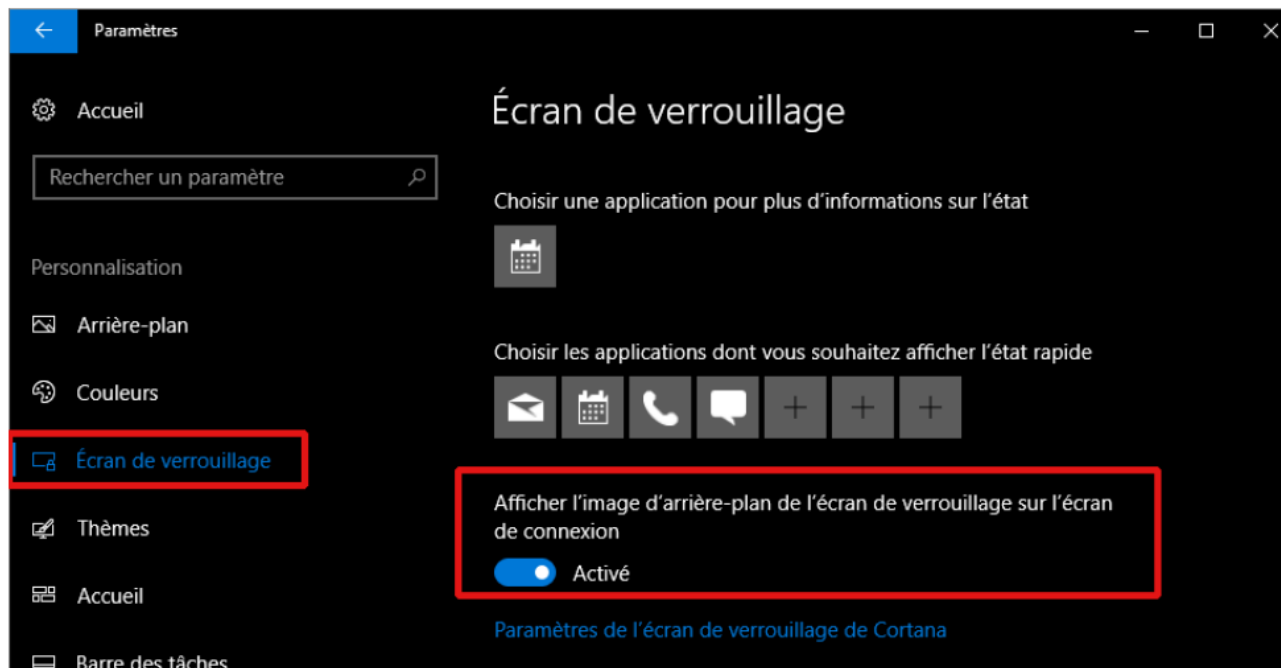 Paramètres
Accueil
Rechercher un paramètre
Personnalisation
Arrière-plan
Couleurs
Écran de verrouillage
Thèmes
Accueil
Barre des tâches
Écran de verrouillage
Choisir une application pour plus d'informations sur l'état
Choisir les applications dont vous souhaitez afficher l'état rapide
Afficher l'image d'arrière-plan de l'écran de verrouillage sur l'écran
de connexion
Activé
Paramètres de l'écran de verrouillage de Cortana